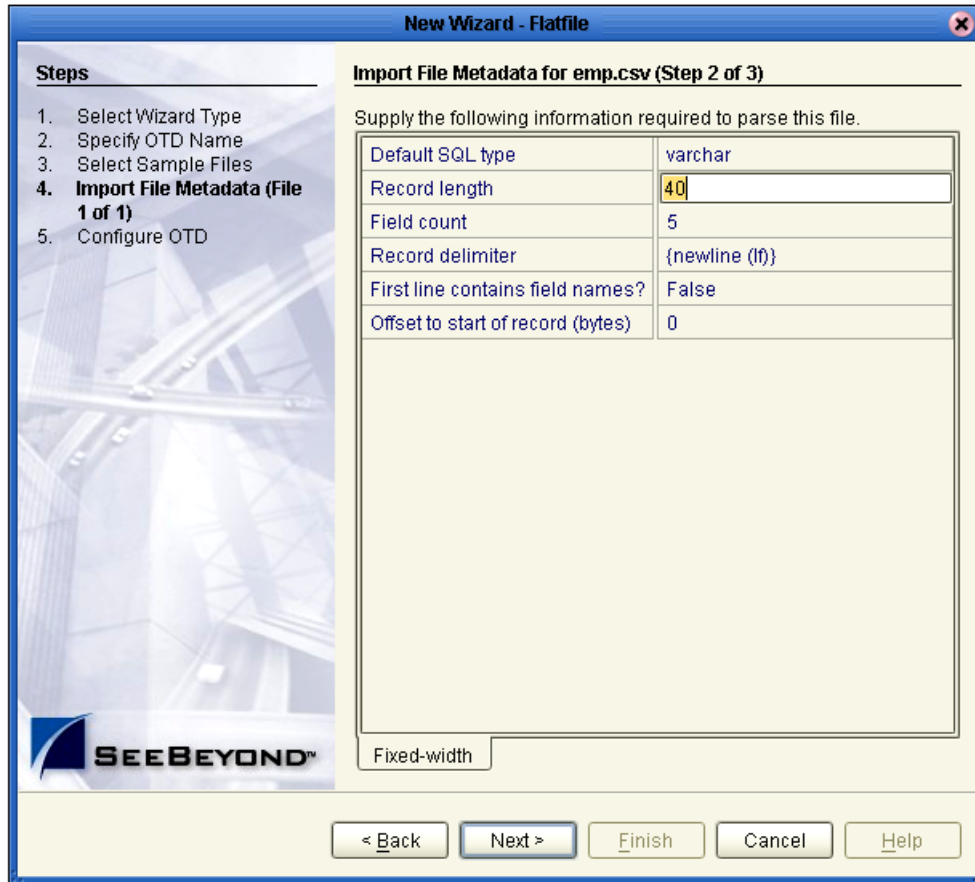 New Wizard - Flatfile
Steps
1. Select Wizard Type
2. Specify OTD Name
3. Select Sample Files
4. Import File Metadata (File
1 of 1)
5. Configure OTD
Import File Metadata for emp.csv (Step 2 of 3)
Supply the following information required to parse this file.
Default SQL type varchar
Record length 40
Field count 5
Record delimiter {newline (lf)}
First line contains field names? False
Offset to start of record (bytes) 0
Fixed-width
SEEBEYOND™
< Back Next > Finish Cancel Help